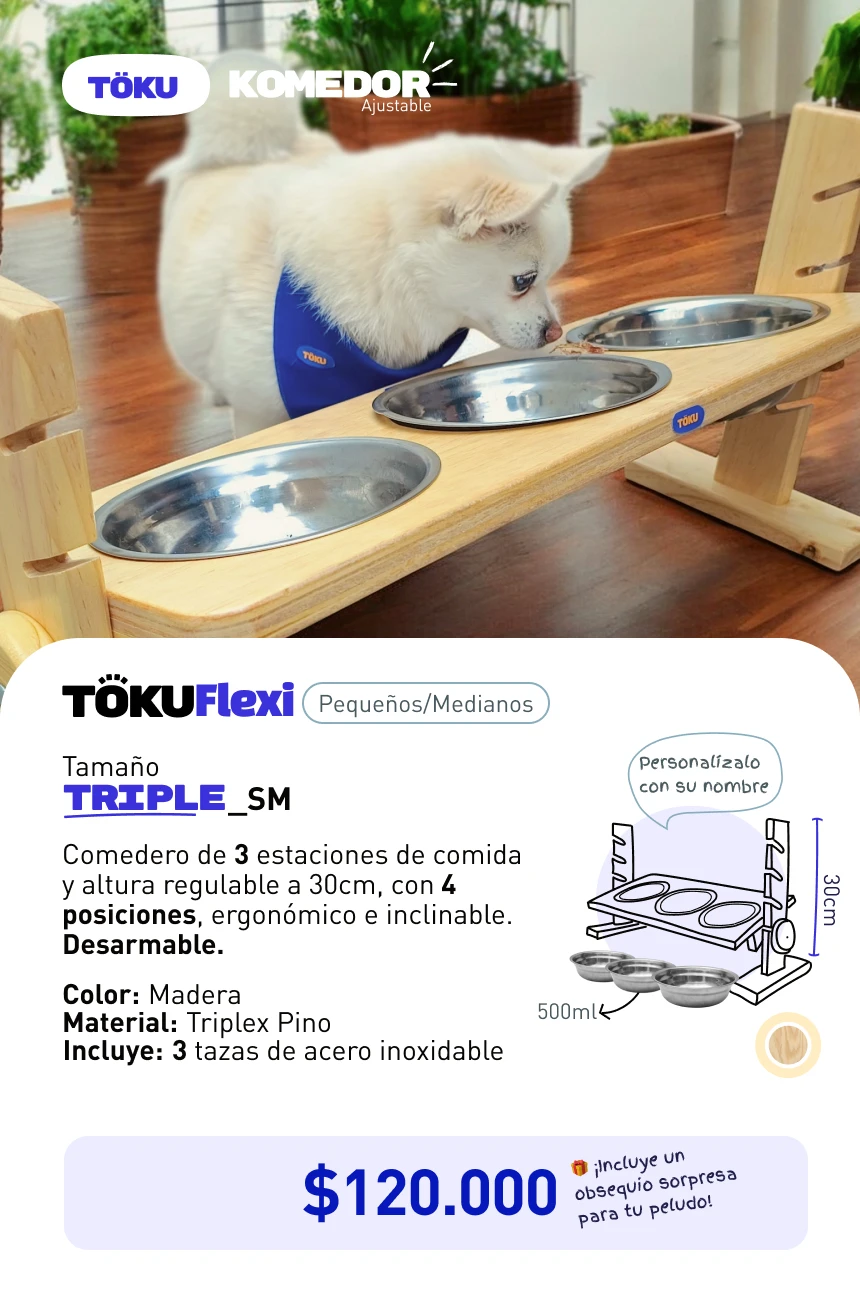 TÖKU KOMEDOR
Ajustable
TÖKU
TÖKU
TÖKUFlexi Pequeños/Medianos
Tamaño
TRIPLE_SM
Personalízalo
con su nombre
Comedero de 3 estaciones de comida
y altura regulable a 30cm, con 4
posiciones, ergonómico e inclinable.
Desarmable.
30cm
Color: Madera
Material: Triplex Pino
Incluye: 3 tazas de acero inoxidable
500ml
$120.000
¡Incluye un
obsequio sorpresa
para tu peludo!